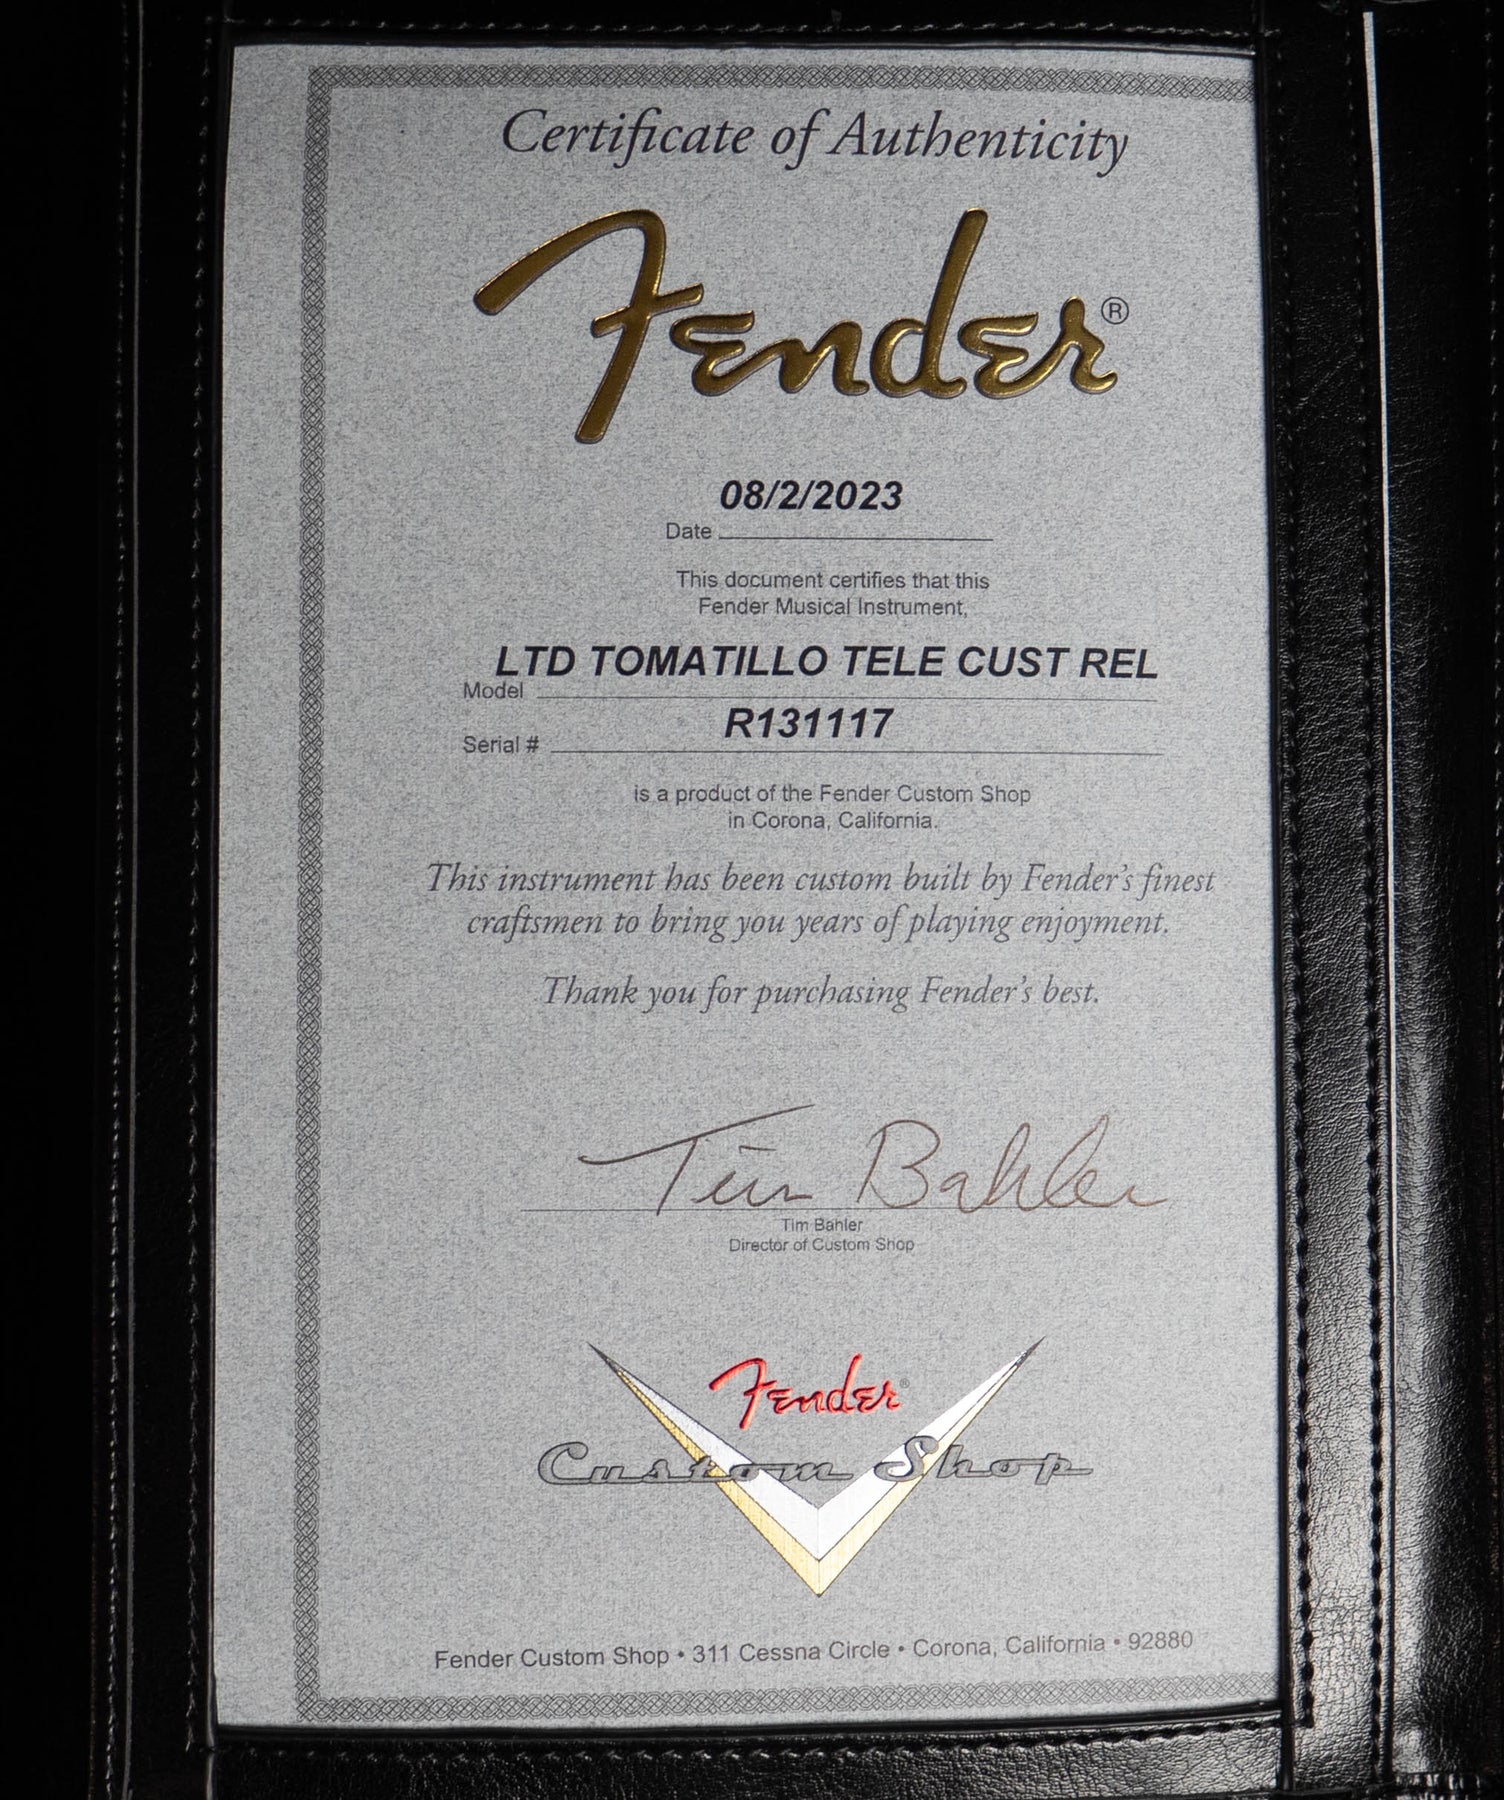 Certificate of Authenticity
Fender®
08/2/2023
Date
This document certifies that this
Fender Musical Instrument,
LTD TOMATILLO TELE CUST REL
Model
R131117
Serial #
is a product of the Fender Custom Shop
in Corona, California.
This instrument has been custom built by Fender's finest
craftsmen to bring you years of playing enjoyment.
Thank you for purchasing Fender's best.
Tim Bahler
Tim Bahler
Director of Custom Shop
Fender®
Custom Shop
Fender Custom Shop • 311 Cessna Circle • Corona, California • 92880